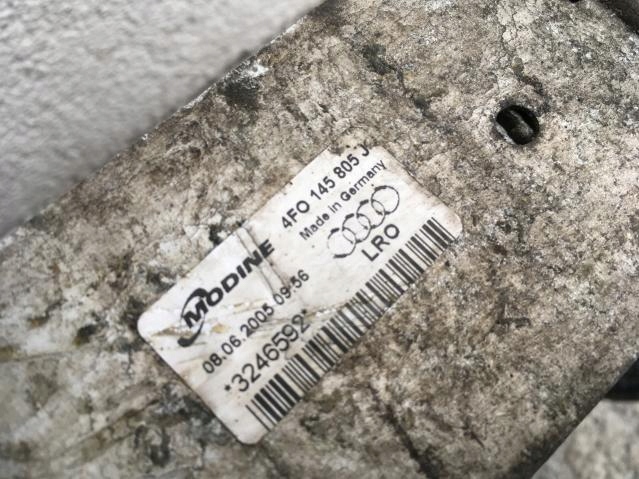 MODINE
4FO 145 805 J
Made in Germany
08.06.2005 09:56
LRO
*3246592*